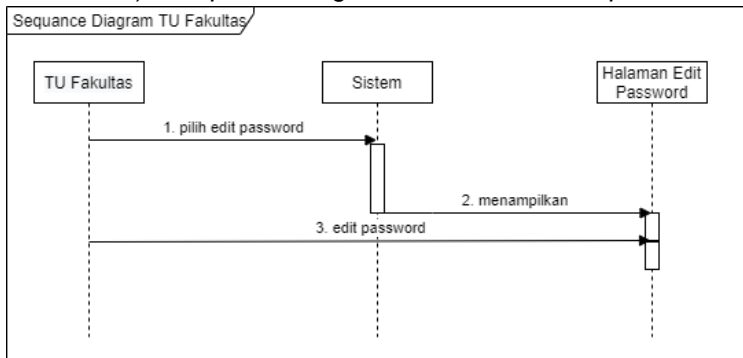 Sequance Diagram TU Fakultas
TU Fakultas
Sistem
Halaman Edit
Password
1. pilih edit password
2. menampilkan
3. edit password